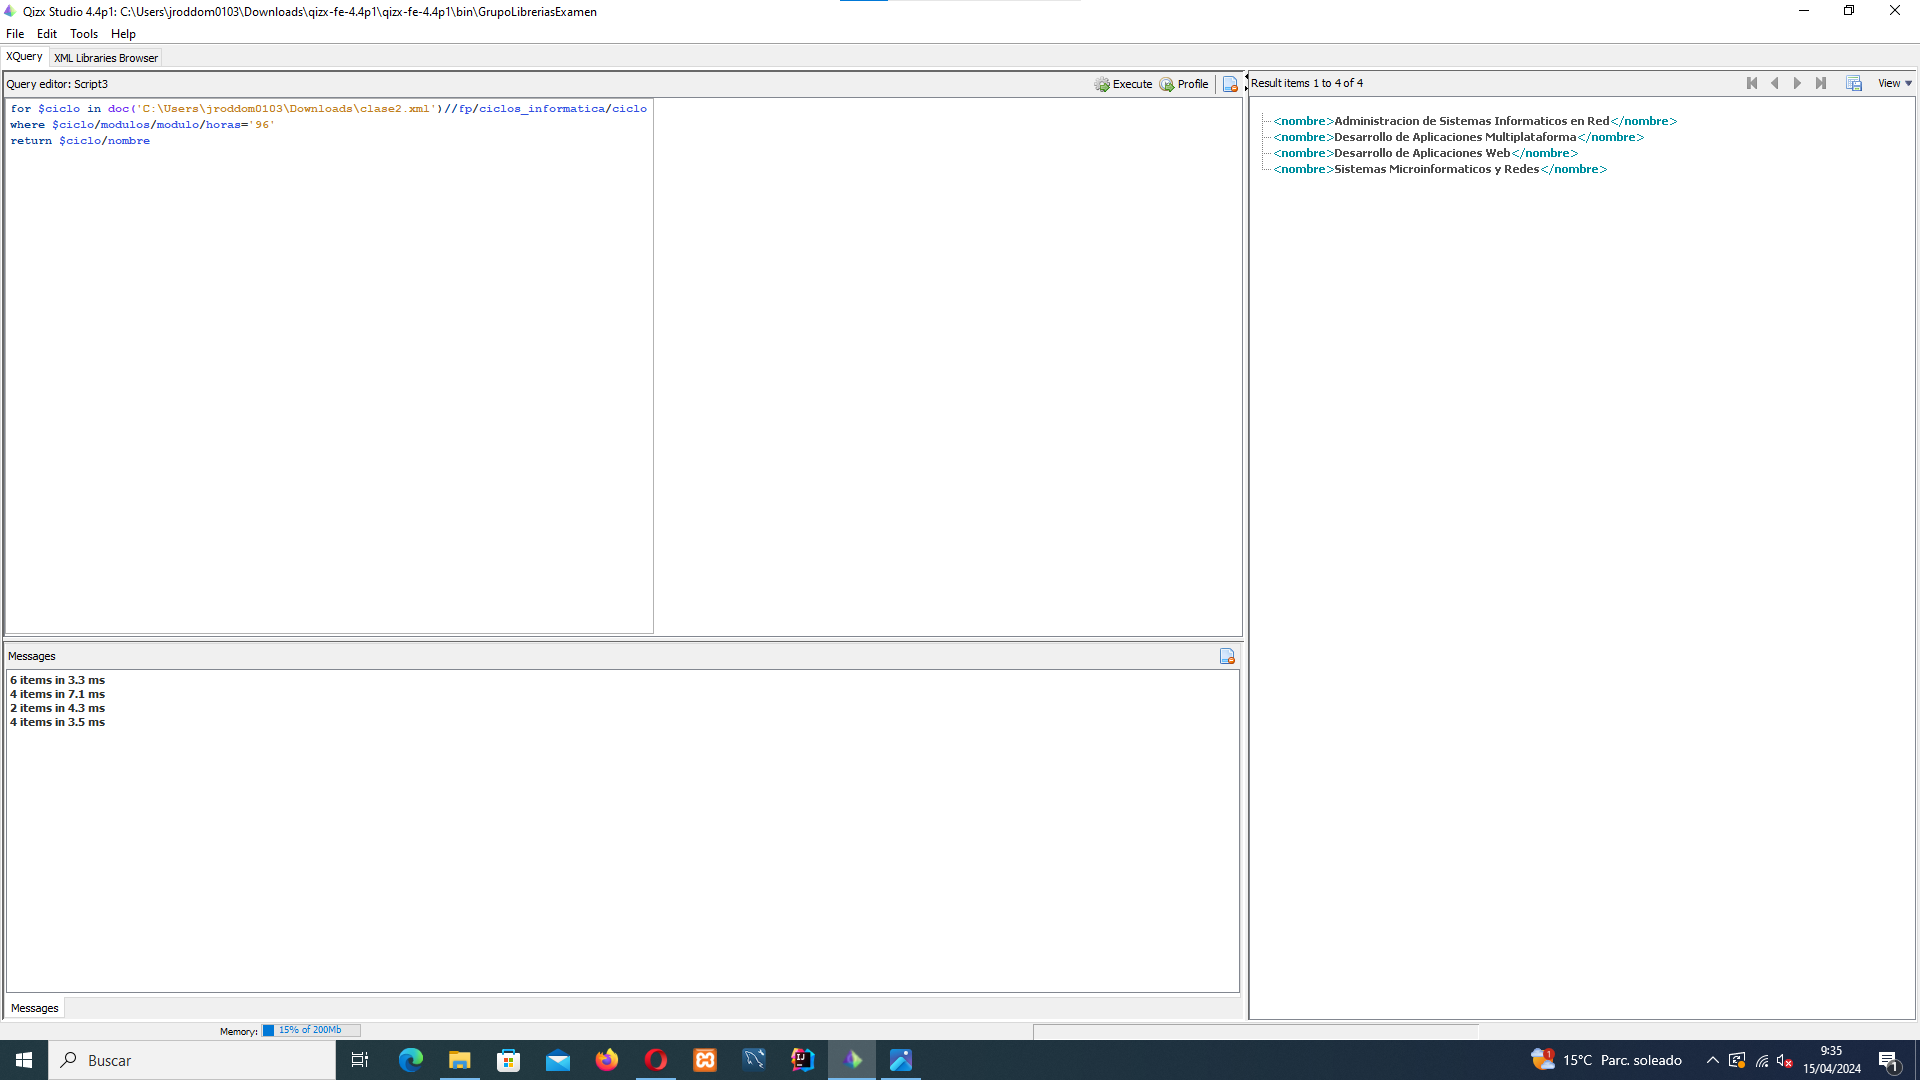 Qizx Studio 4.4p1: C:\Users\jroddom0103\Downloads\qizx-fe-4.4p1\qizx-fe-4.4p1\bin\GrupoLibreriasExamen
File Edit Tools Help
XQuery XML Libraries Browser
Query editor: Script3
Execute Profile
for $ciclo in doc('C:\Users\jroddom0103\Downloads\clase2.xml')//fp/ciclos_informatica/ciclo
where $ciclo/modulos/modulo/horas='96'
return $ciclo/nombre
Result items 1 to 4 of 4
View
<nombre>Administracion de Sistemas Informaticos en Red</nombre>
<nombre>Desarrollo de Aplicaciones Multiplataforma</nombre>
<nombre>Desarrollo de Aplicaciones Web</nombre>
<nombre>Sistemas Microinformaticos y Redes</nombre>
Messages
6 items in 3.3 ms
4 items in 7.1 ms
2 items in 4.3 ms
4 items in 3.5 ms
Messages
Memory: 15% of 200Mb
Buscar
IJ
1
15°C Parc. soleado
9:35
15/04/2024
1